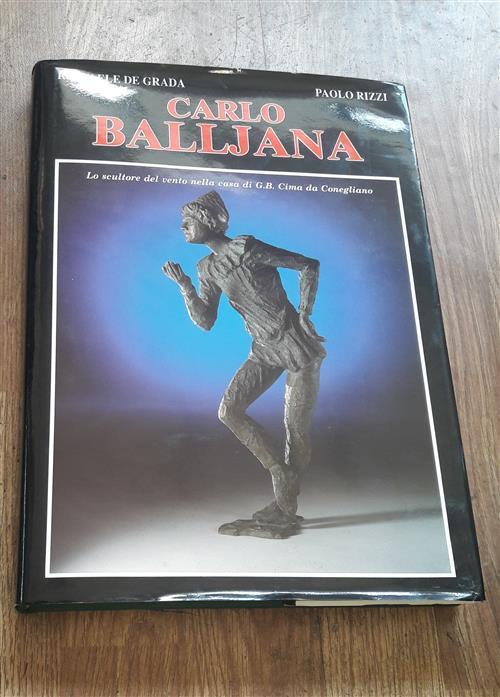 DE GRADA
PAOLO RIZZI
CARLO
BALLJANA
Lo scultore del vento nella casa di G.B. Cima da Conegliano